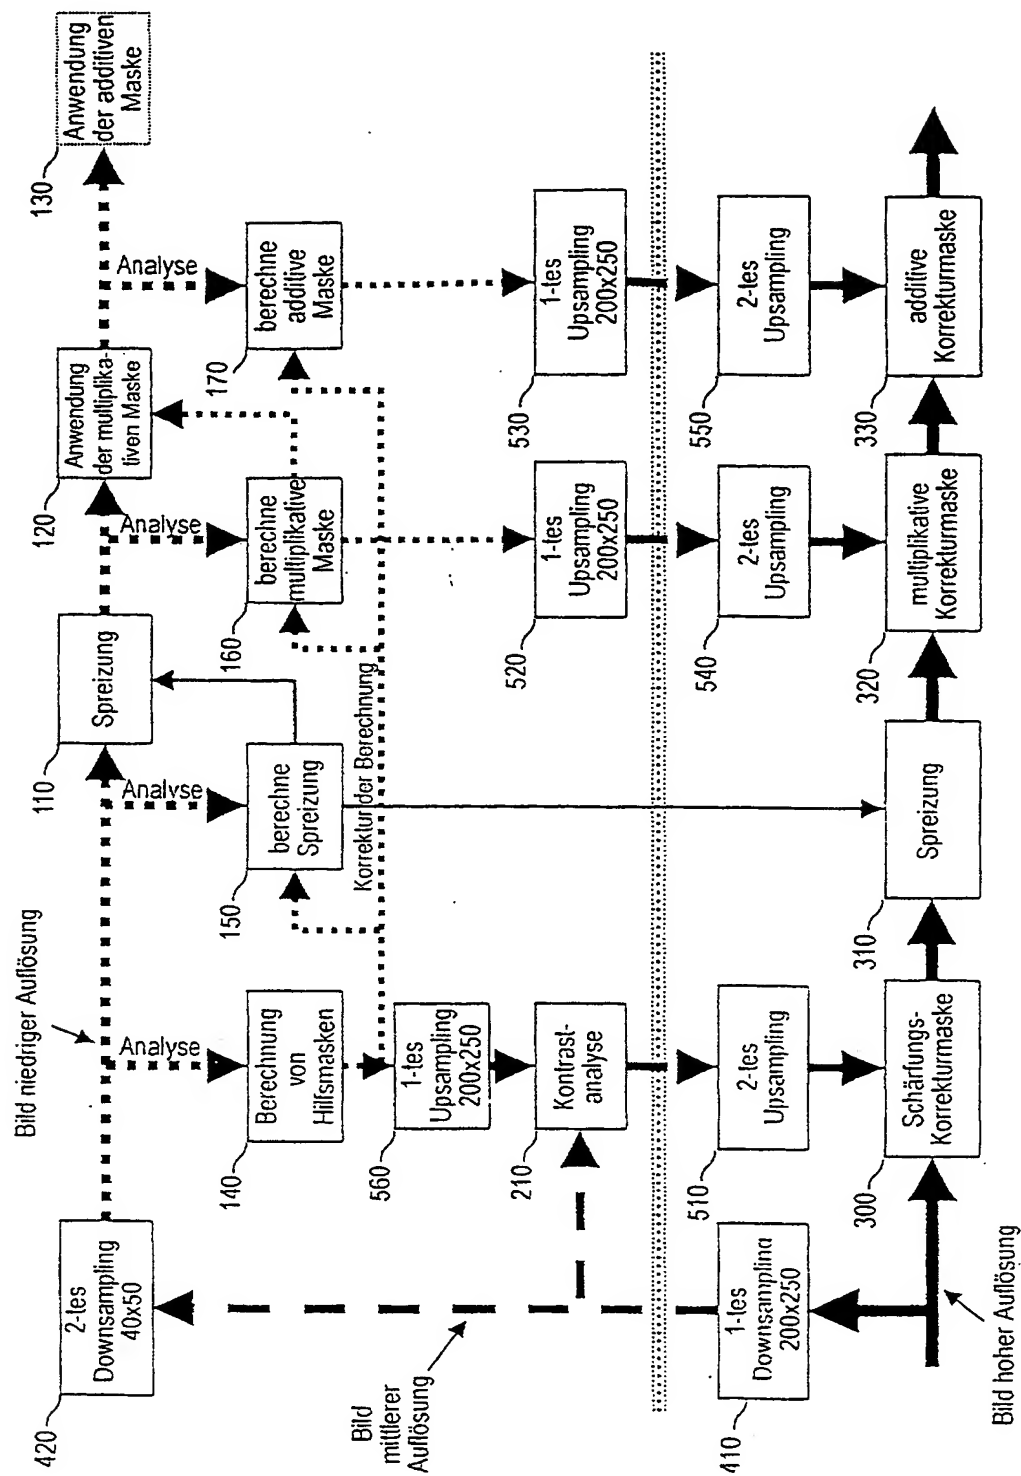 420
2-tes
Downsampling
40x50
Bild niedriger Auflösung
110
Spreizung
120
Anwendung
der multiplika-
tiven Maske
130
Anwendung
der additiven
Maske
Analyse
Analyse
Analyse
Analyse
140
Berechnung
von
Hilfsmasken
150
berechne
Spreizung
160
berechne
multiplikative
Maske
170
berechne
additive
Maske
Korrektur der Berechnung
560
1-tes
Upsampling
200x250
Bild
mittlerer
Auflösung
210
Kontrast-
analyse
520
1-tes
Upsampling
200x250
530
1-tes
Upsampling
200x250
410
1-tes
Downsampling
200x250
510
2-tes
Upsampling
540
2-tes
Upsampling
550
2-tes
Upsampling
300
Schärfungs-
Korrekturmaske
310
Spreizung
320
multiplikative
Korrekturmaske
330
additive
Korrekturmaske
Bild hoher Auflösung